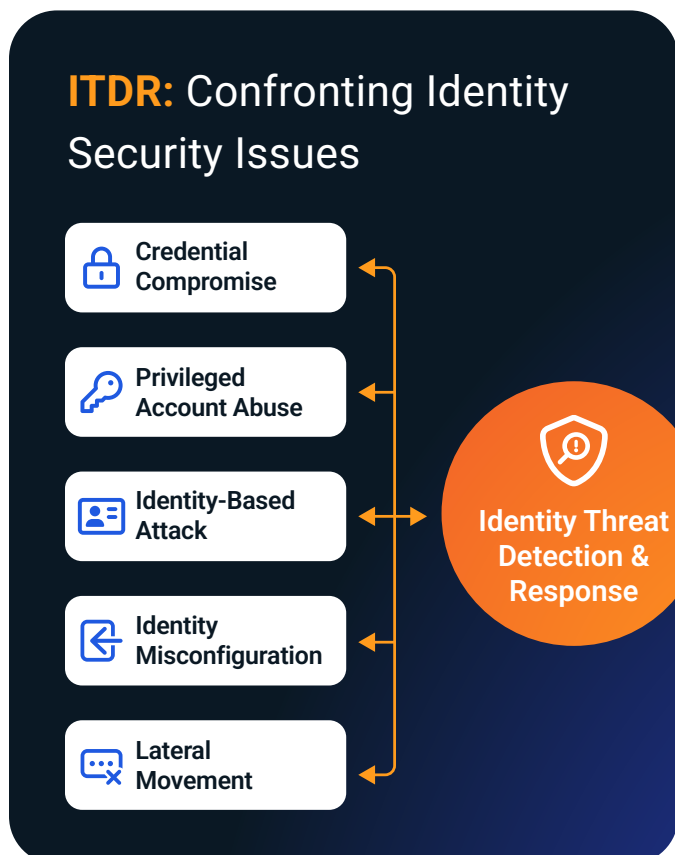 ITDR: Confronting Identity
Security Issues
Credential
Compromise
Privileged
Account Abuse
Identity-Based
Attack
Identity
Misconfiguration
Lateral
Movement
Identity Threat
Detection &
Response